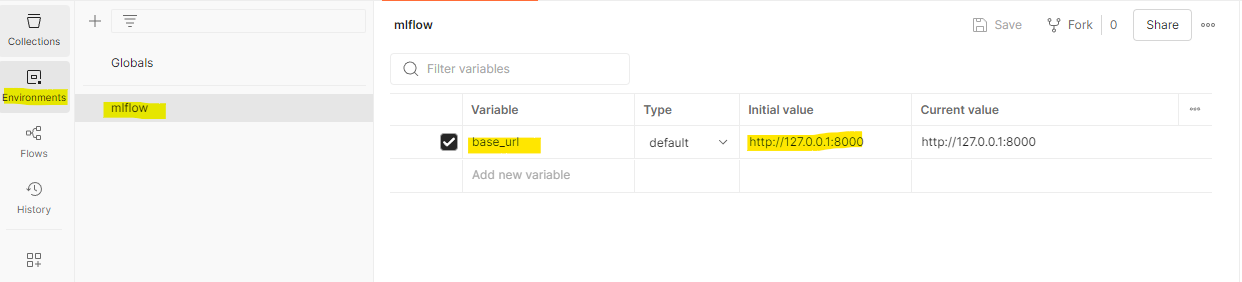 Collections
Environments
Flows
History
Globals
mlflow
mlflow
Save
Fork
0
Share
Filter variables
Variable Type Initial value Current value
base_url default http://127.0.0.1:8000 http://127.0.0.1:8000
Add new variable